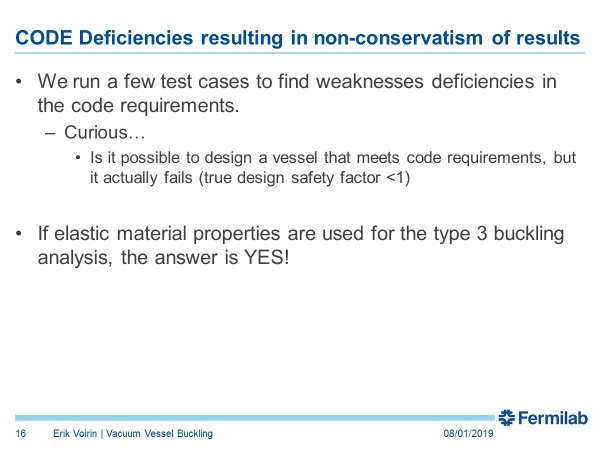 CODE Deficiencies resulting in non-conservatism of results
• We run a few test cases to find weaknesses deficiencies in
the code requirements.
– Curious…
• Is it possible to design a vessel that meets code requirements, but
it actually fails (true design safety factor <1)
• If elastic material properties are used for the type 3 buckling
analysis, the answer is YES!
Fermilab
16 Erik Voirin | Vacuum Vessel Buckling 08/01/2019